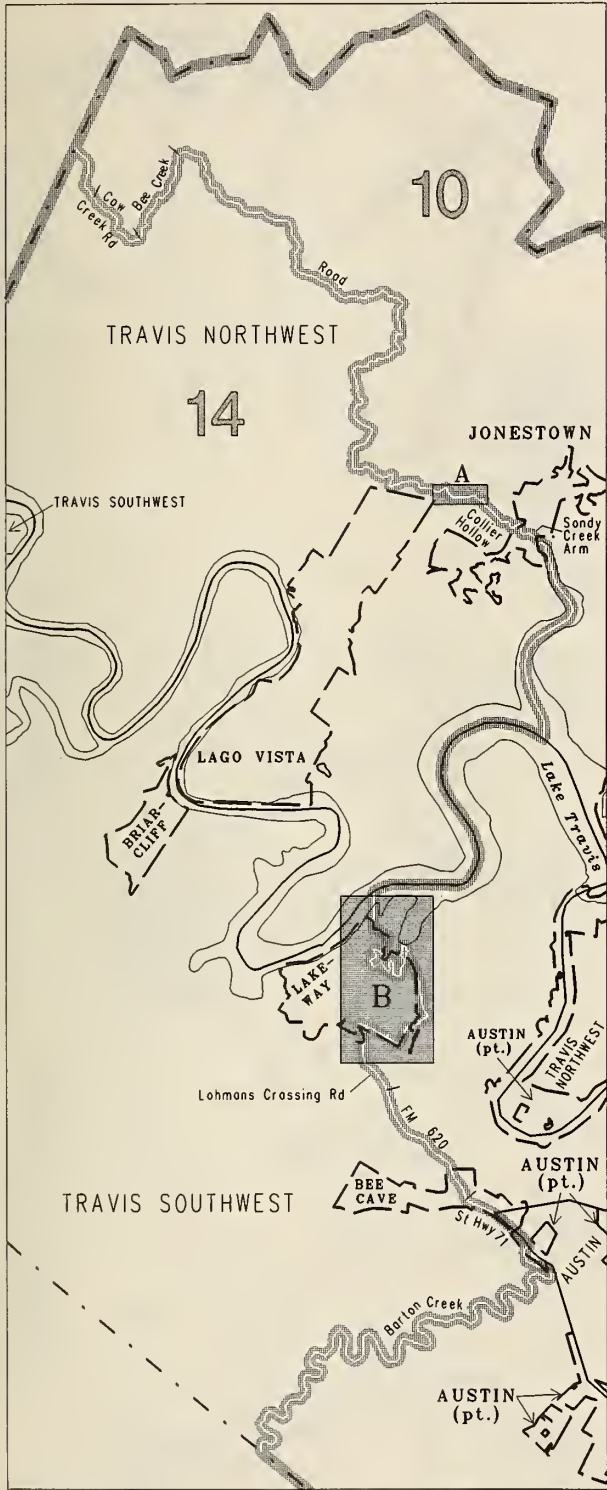 10
Cow
Creek Rd
Bee Creek
Road
TRAVIS NORTHWEST
14
JONESTOWN
A
TRAVIS SOUTHWEST
Collier
Hollow
Sondy
Creek
Arm
LAGO VISTA
BRIAR-
CLIFF
Lake Travis
LAKE-
WAY
B
AUSTIN
(pt.)
TRAVIS
NORTHWEST
Lohmans Crossing Rd
FM 620
BEE
CAVE
AUSTIN
(pt.)
TRAVIS SOUTHWEST
St Hwy 71
AUSTIN
Barton Creek
AUSTIN
(pt.)